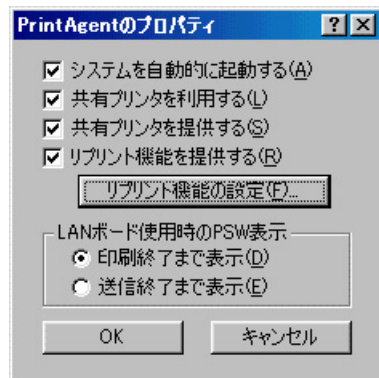 PrintAgentのプロパティ
システムを自動的に起動する(A)
共有プリンタを利用する(L)
共有プリンタを提供する(S)
リプリント機能を提供する(R)
リプリント機能の設定(F)...
LANボード使用時のPSW表示
印刷終了まで表示(D)
送信終了まで表示(E)
OK
キャンセル